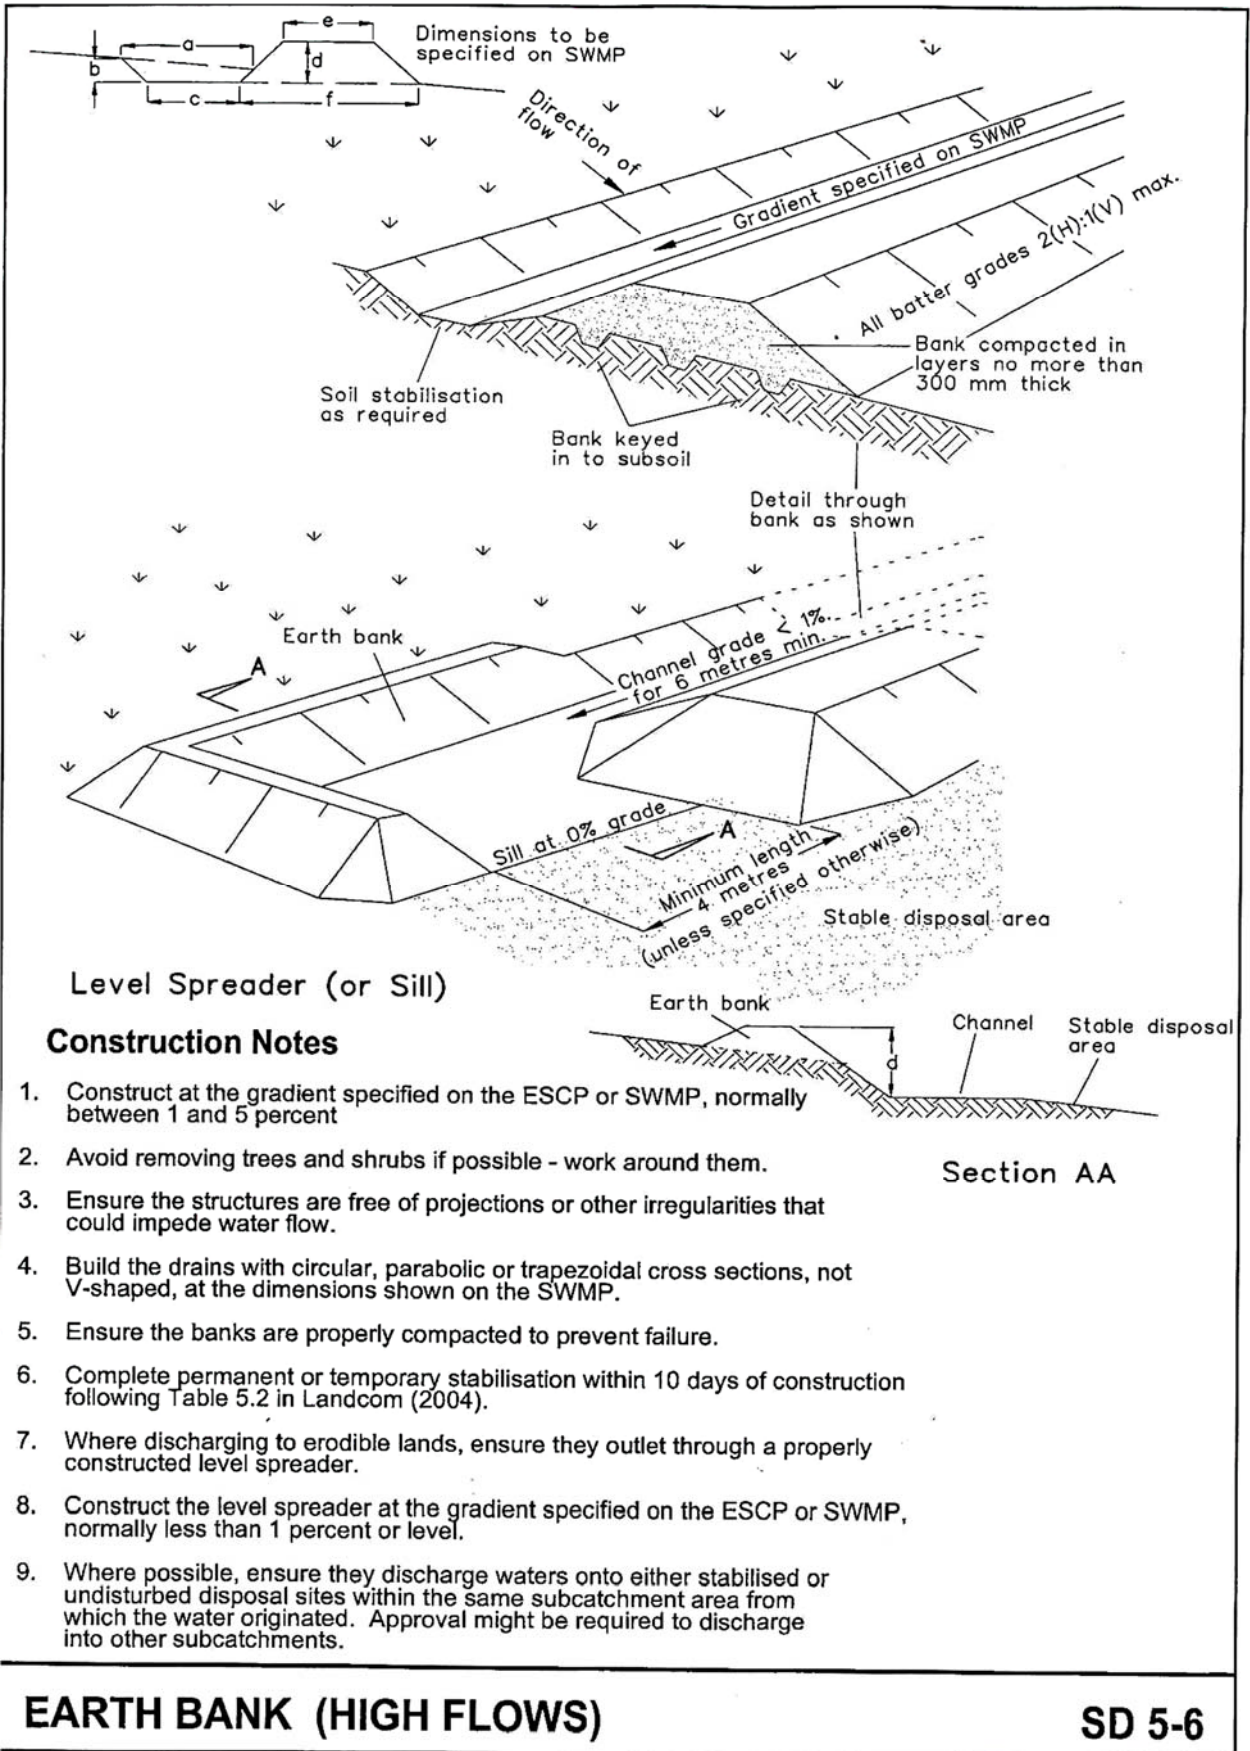 e
a
d
b
c
f
Dimensions to be
specified on SWMP
Direction of
flow
Gradient specified on SWMP
All batter grades 2(H):1(V) max.
Bank compacted in
layers no more than
300 mm thick
Soil stabilisation
as required
Bank keyed
in to subsoil
Detail through
bank as shown
Earth bank
A
Channel grade < 1%
for 6 metres min.
Sill at 0% grade
A
Minimum length
4 metres
(unless specified otherwise)
Stable disposal area
Level Spreader (or Sill)
Earth bank
Channel
Stable disposal
area
d
Section AA
Construction Notes
1. Construct at the gradient specified on the ESCP or SWMP, normally
between 1 and 5 percent
2. Avoid removing trees and shrubs if possible - work around them.
3. Ensure the structures are free of projections or other irregularities that
could impede water flow.
4. Build the drains with circular, parabolic or trapezoidal cross sections, not
V-shaped, at the dimensions shown on the SWMP.
5. Ensure the banks are properly compacted to prevent failure.
6. Complete permanent or temporary stabilisation within 10 days of construction
following Table 5.2 in Landcom (2004).
7. Where discharging to erodible lands, ensure they outlet through a properly
constructed level spreader.
8. Construct the level spreader at the gradient specified on the ESCP or SWMP,
normally less than 1 percent or level.
9. Where possible, ensure they discharge waters onto either stabilised or
undisturbed disposal sites within the same subcatchment area from
which the water originated. Approval might be required to discharge
into other subcatchments.
EARTH BANK (HIGH FLOWS)
SD 5-6